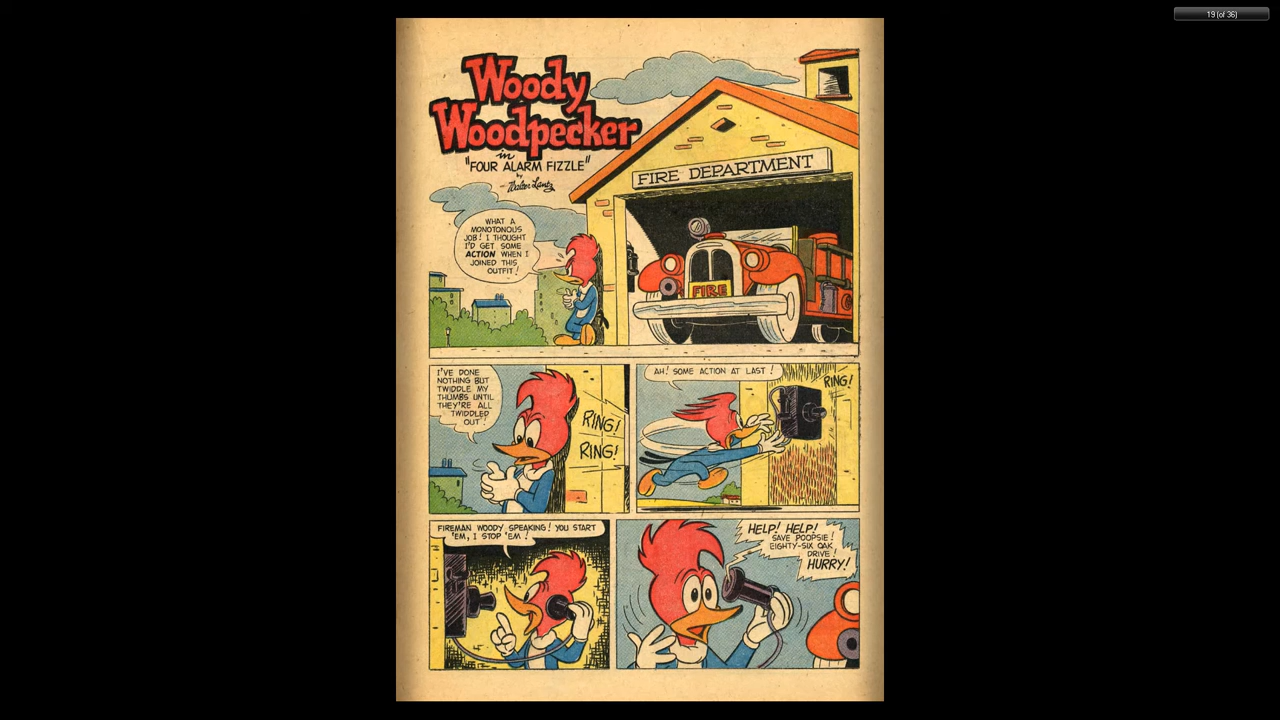 19 (of 36)
Woody
Woodpecker
in
"FOUR ALARM FIZZLE"
by
Walter Lantz
FIRE DEPARTMENT
WHAT A
MONOTONOUS
JOB! I THOUGHT
I'D GET SOME
ACTION WHEN I
JOINED THIS
OUTFIT!
FIRE
I'VE DONE
NOTHING BUT
TWIDDLE MY
THUMBS UNTIL
THEY'RE ALL
TWIDDLED
OUT!
RING!
RING!
AH! SOME ACTION AT LAST!
RING!
FIREMAN WOODY SPEAKING! YOU START
'EM, I STOP 'EM!
HELP! HELP!
SAVE POOPSIE!
EIGHTY-SIX OAK
DRIVE!
HURRY!